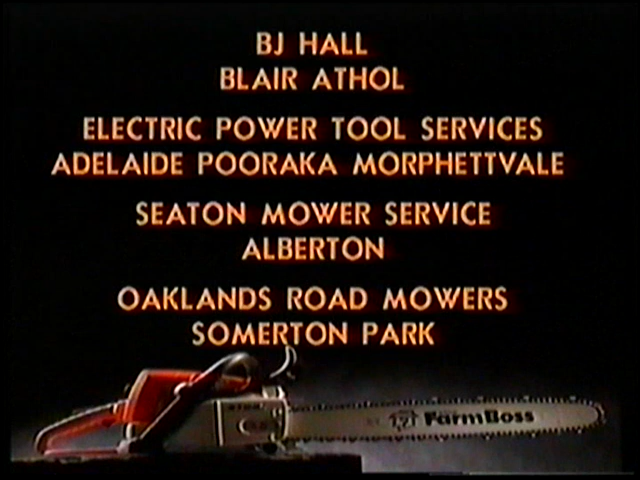 BJ HALL
BLAIR ATHOL
ELECTRIC POWER TOOL SERVICES
ADELAIDE POORAKA MORPHETTVALE
SEATON MOWER SERVICE
ALBERTON
OAKLANDS ROAD MOWERS
SOMERTON PARK
FarmBoss